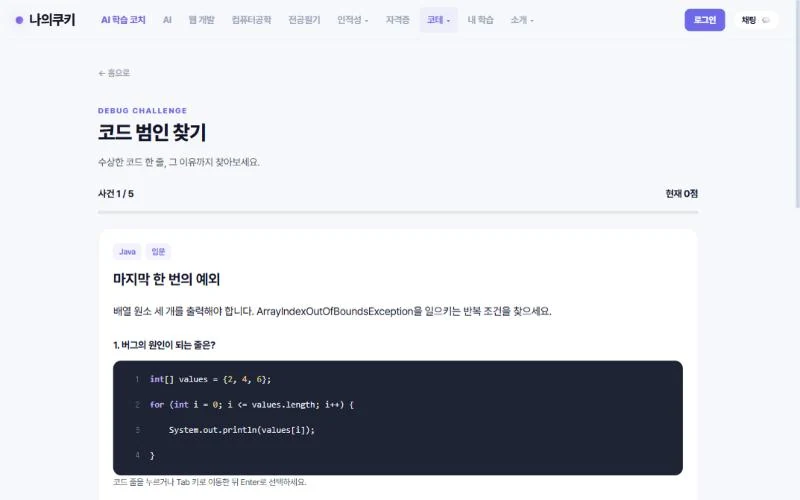 나의쿠키 AI 학습 코치 AI 웹 개발 컴퓨터공학 전공필기 인적성 자격증 코테 내 학습 소개 로그인 채팅
← 홈으로
DEBUG CHALLENGE
코드 범인 찾기
수상한 코드 한 줄, 그 이유까지 찾아보세요.
사건 1 / 5 현재 0점
Java 입문
마지막 한 번의 예외
배열 원소 세 개를 출력해야 합니다. ArrayIndexOutOfBoundsException을 일으키는 반복 조건을 찾으세요.
1. 버그의 원인이 되는 줄은?
1 int[] values = {2, 4, 6};
2 for (int i = 0; i <= values.length; i++) {
3 System.out.println(values[i]);
4 }
코드 줄을 누르거나 Tab 키로 이동한 뒤 Enter로 선택하세요.